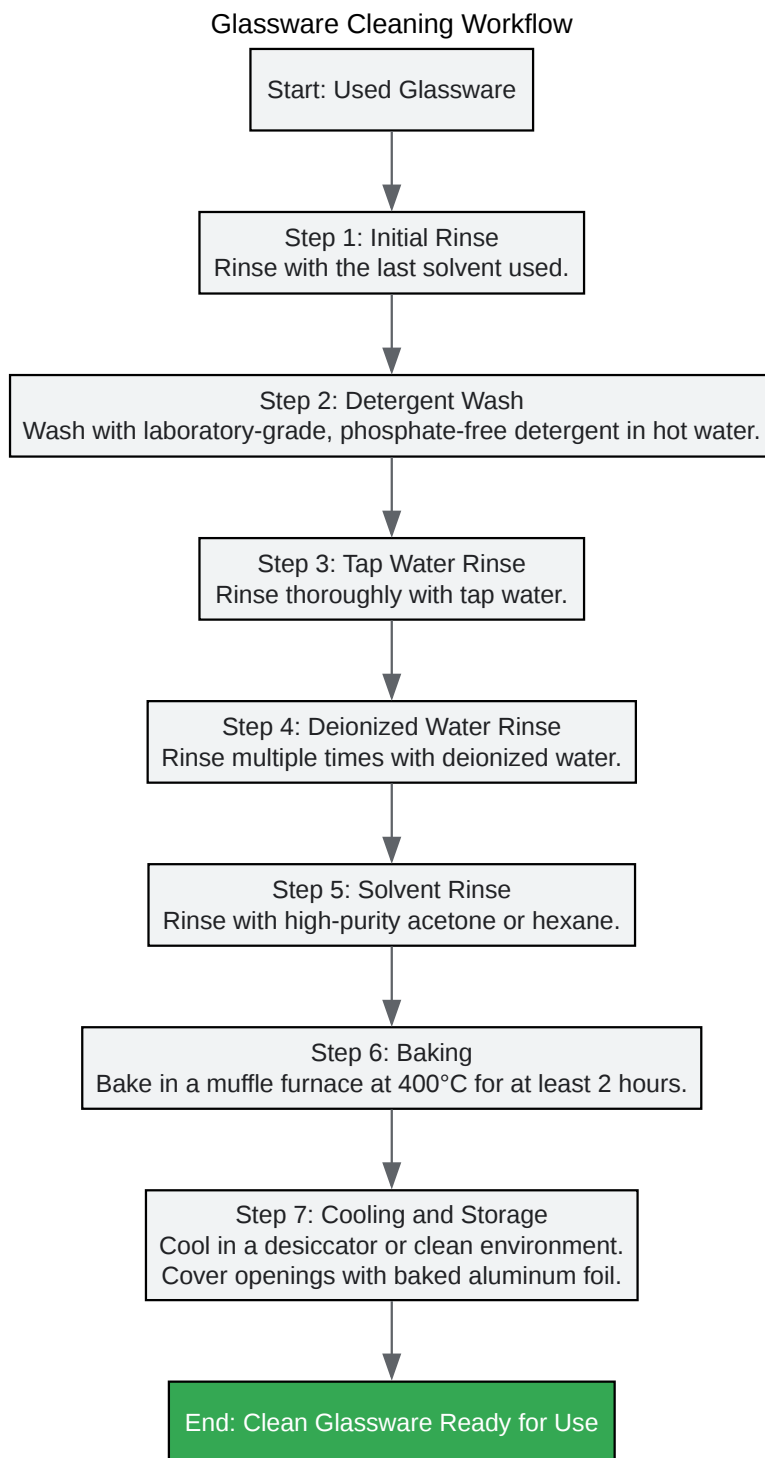 Glassware Cleaning Workflow
Start: Used Glassware
Step 1: Initial Rinse
Rinse with the last solvent used.
Step 2: Detergent Wash
Wash with laboratory-grade, phosphate-free detergent in hot water.
Step 3: Tap Water Rinse
Rinse thoroughly with tap water.
Step 4: Deionized Water Rinse
Rinse multiple times with deionized water.
Step 5: Solvent Rinse
Rinse with high-purity acetone or hexane.
Step 6: Baking
Bake in a muffle furnace at 400°C for at least 2 hours.
Step 7: Cooling and Storage
Cool in a desiccator or clean environment.
Cover openings with baked aluminum foil.
End: Clean Glassware Ready for Use